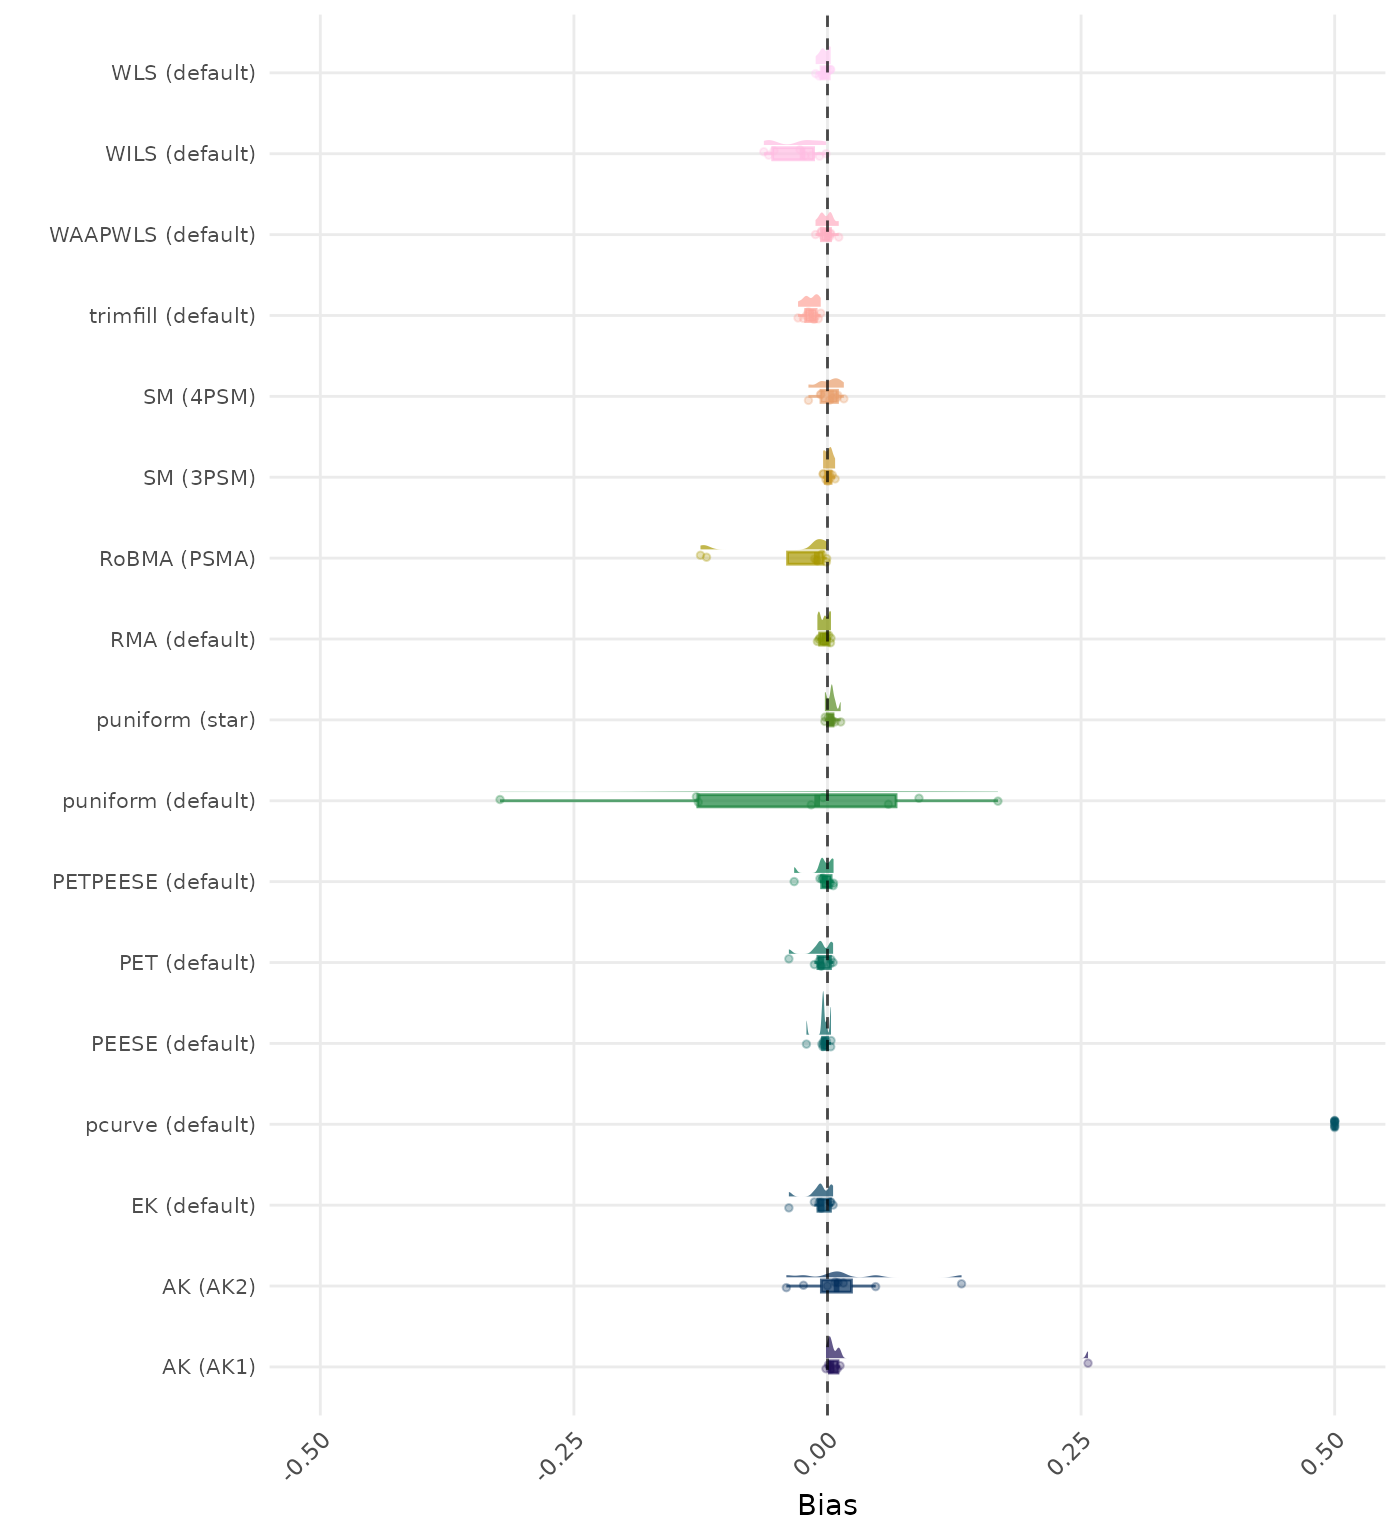 WLS (default)
WILS (default)
WAAPWLS (default)
trimfill (default)
SM (4PSM)
SM (3PSM)
RoBMA (PSMA)
RMA (default)
puniform (star)
puniform (default)
PETPEESE (default)
PET (default)
PEESE (default)
pcurve (default)
EK (default)
AK (AK2)
AK (AK1)
-0.50
-0.25
0.00
0.25
0.50
Bias